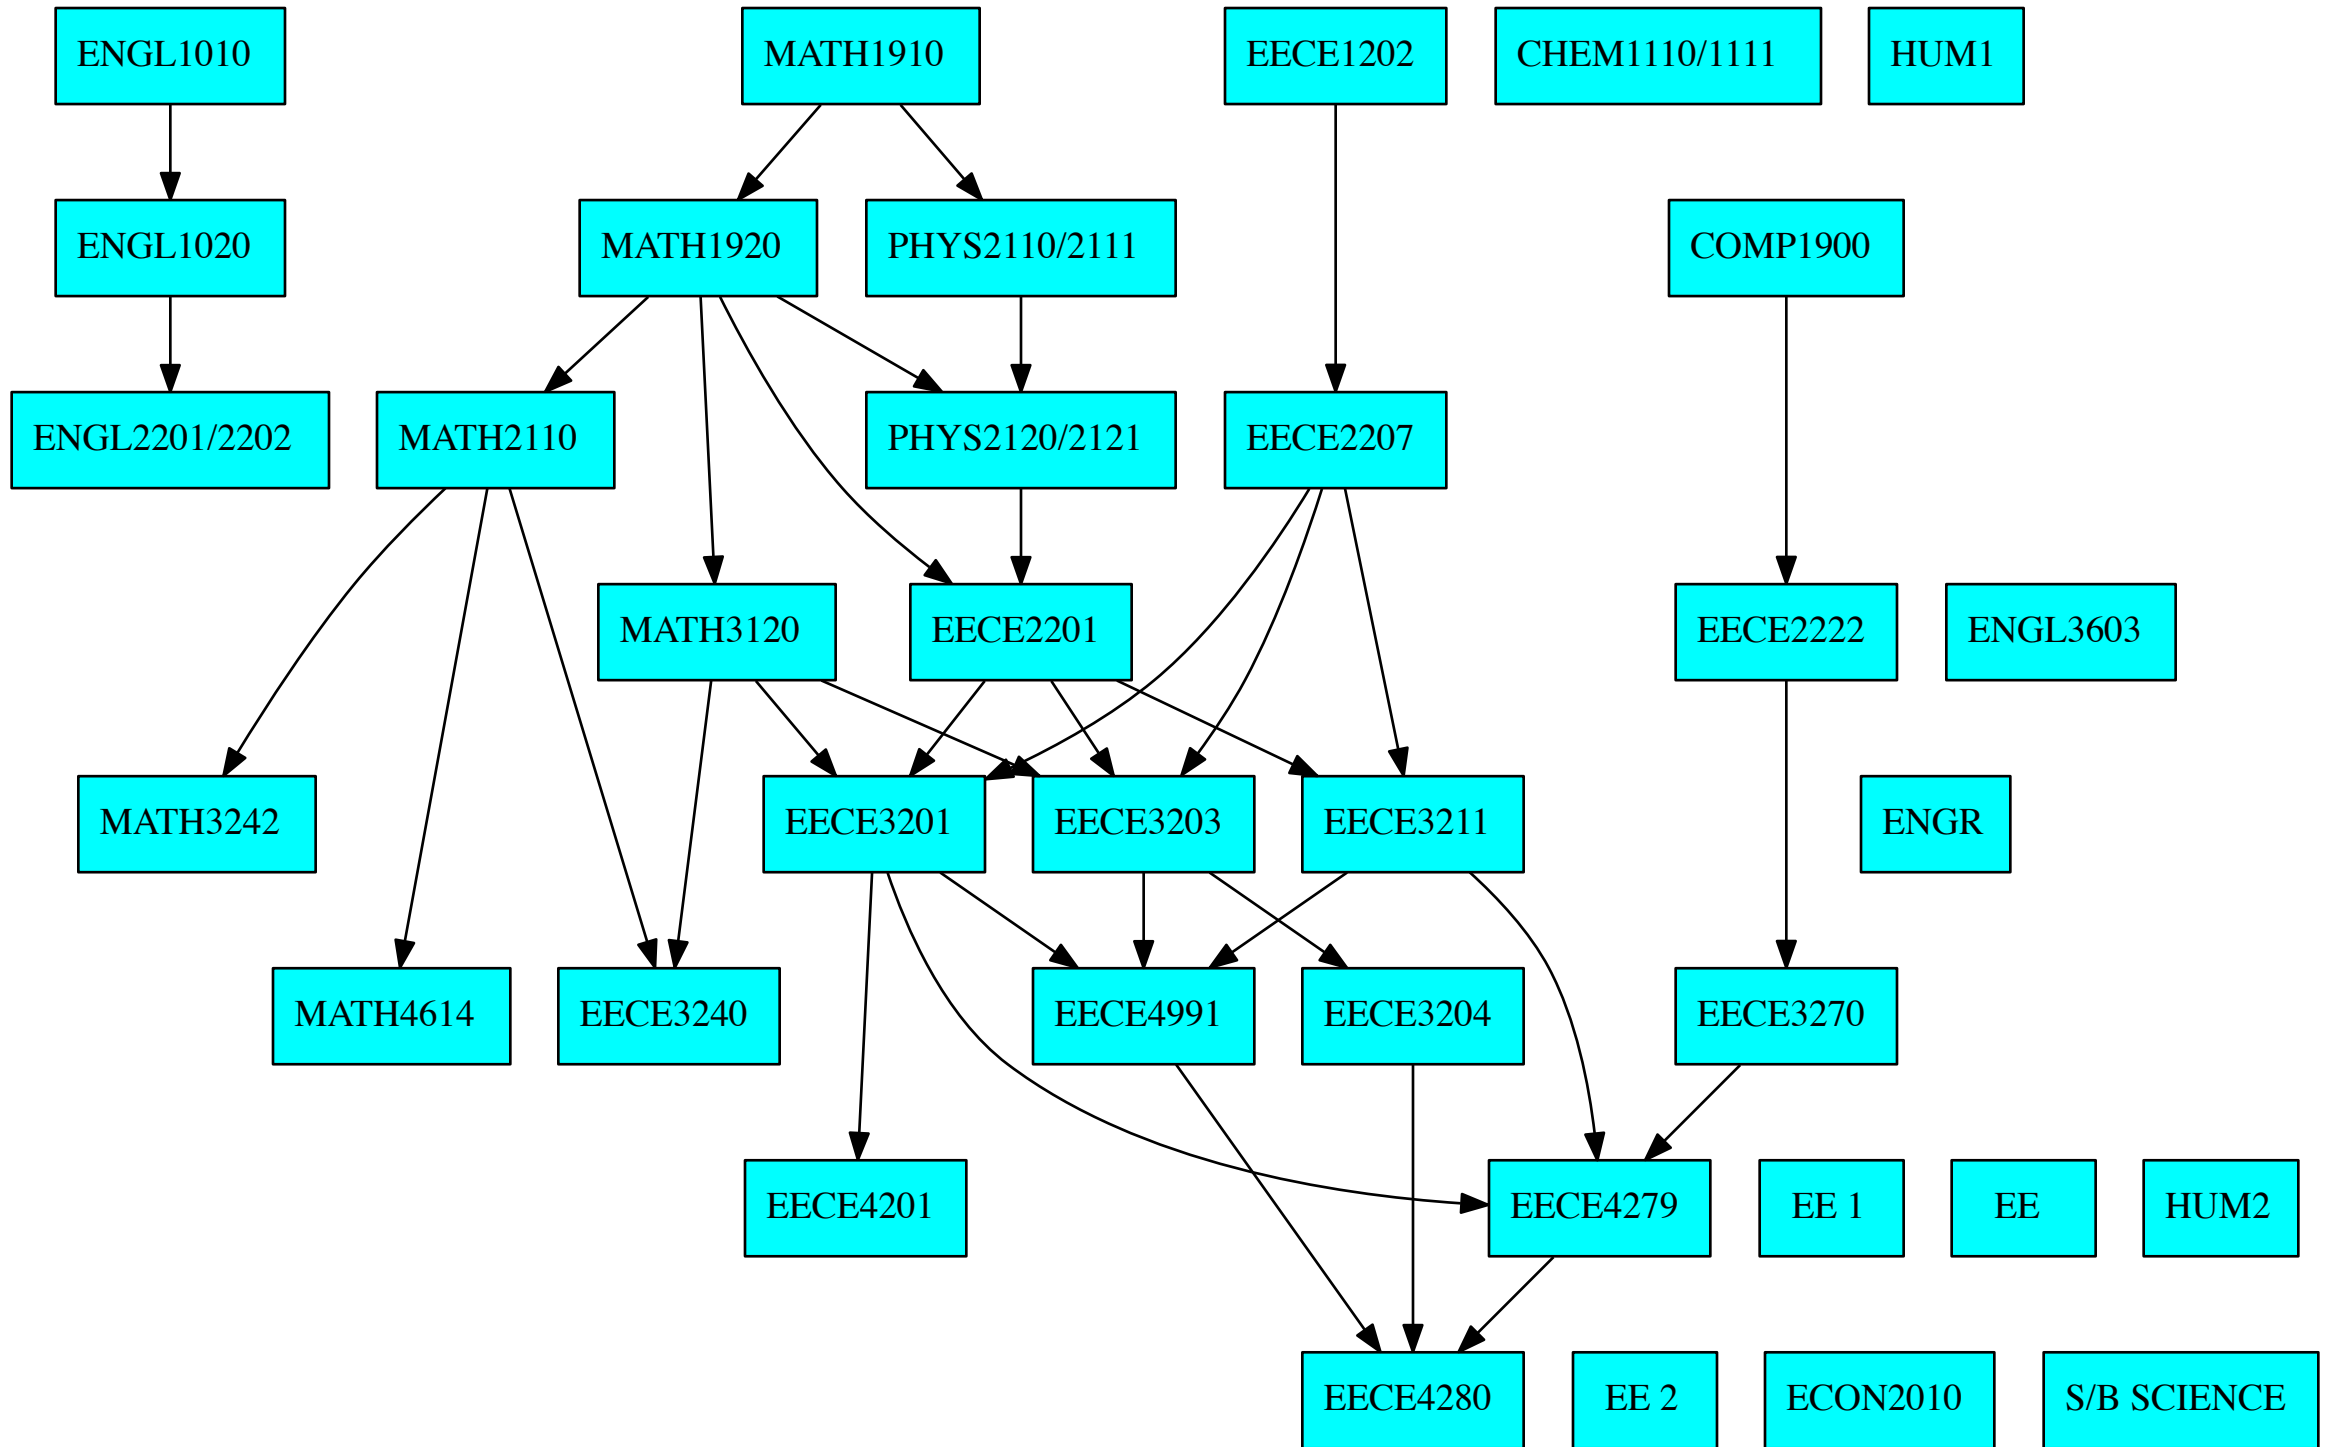 ENGL1010
MATH1910
EECE1202
CHEM1110/1111
HUM1
ENGL1020
MATH1920
PHYS2110/2111
COMP1900
ENGL2201/2202
MATH2110
PHYS2120/2121
EECE2207
MATH3120
EECE2201
EECE2222
ENGL3603
MATH3242
EECE3201
EECE3203
EECE3211
ENGR
MATH4614
EECE3240
EECE4991
EECE3204
EECE3270
EECE4201
EECE4279
EE 1
EE
HUM2
EECE4280
EE 2
ECON2010
S/B SCIENCE